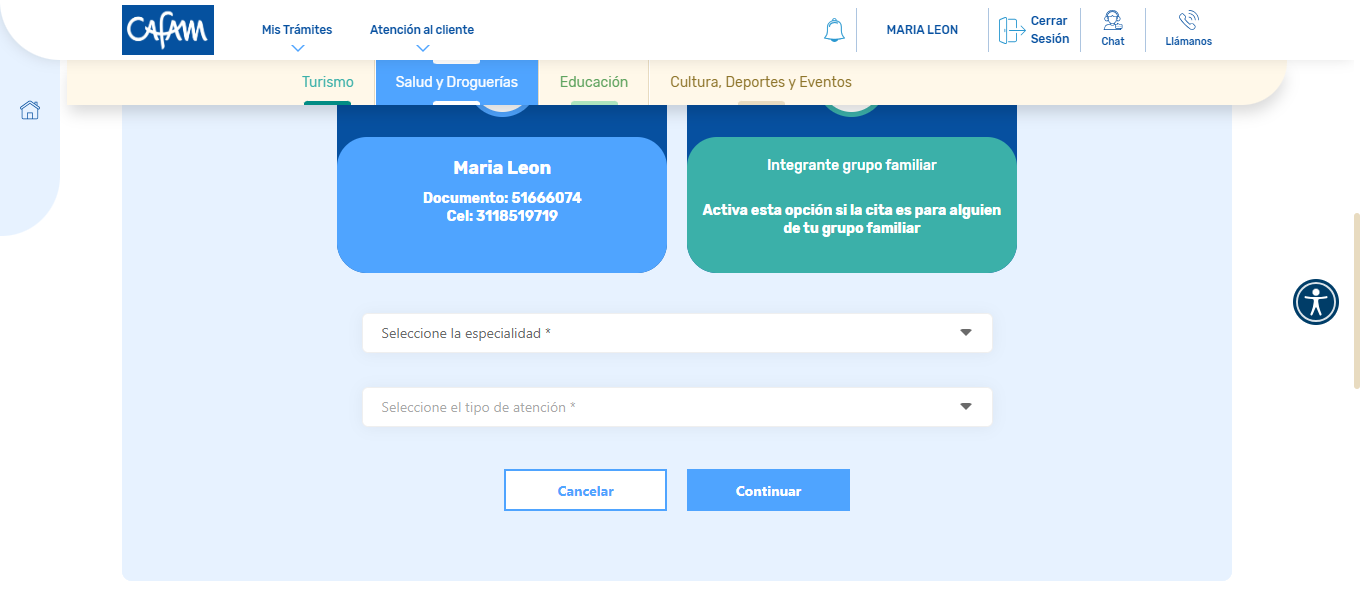 CAFAM
Mis Trámites
Atención al cliente
MARIA LEON
Cerrar
Sesión
Chat
Llámanos
Turismo
Salud y Droguerías
Educación
Cultura, Deportes y Eventos
Maria Leon
Documento: 51666074
Cel: 3118519719
Integrante grupo familiar
Activa esta opción si la cita es para alguien
de tu grupo familiar
Seleccione la especialidad *
Seleccione el tipo de atención *
Cancelar
Continuar